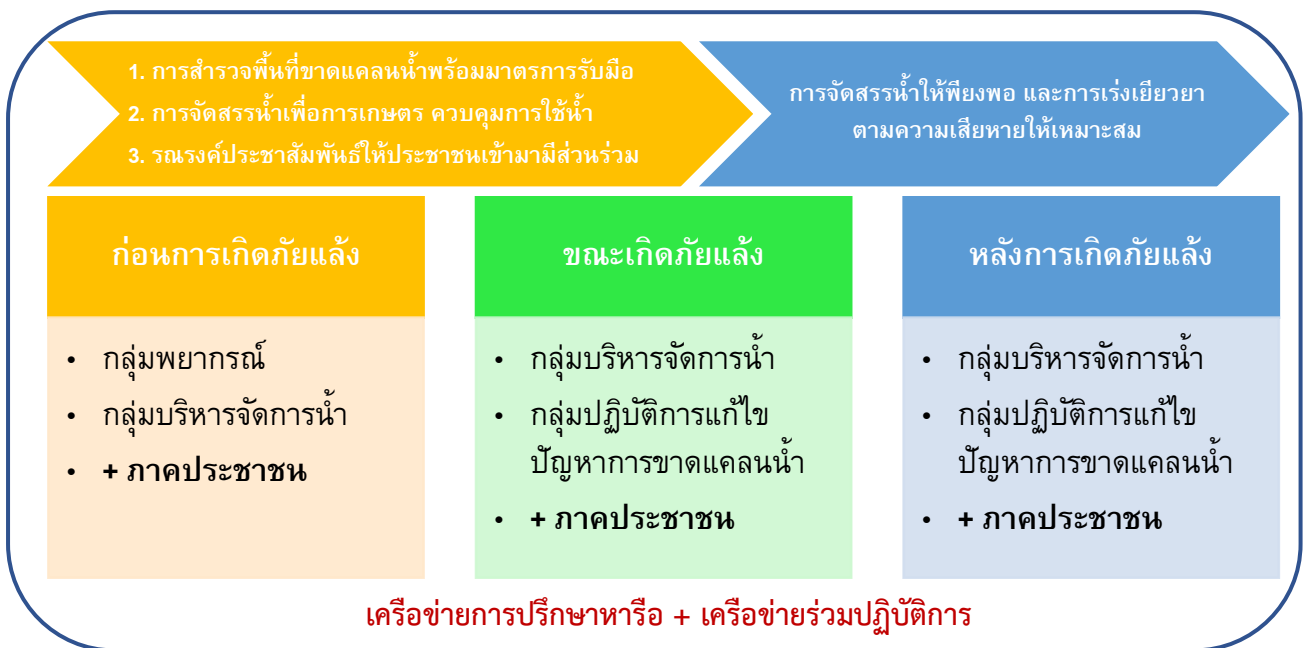 1. การสำรวจพื้นที่ขาดแคลนน้ำพร้อมมาตรการรับมือ
2. การจัดสรรน้ำเพื่อการเกษตร ควบคุมการใช้น้ำ
3. รณรงค์ประชาสัมพันธ์ให้ประชาชนเข้ามามีส่วนร่วม
การจัดสรรน้ำให้พียงพอ และการเร่งเยียวยา
ตามความเสียหายให้เหมาะสม
ก่อนการเกิดภัยแล้ง
• กลุ่มพยากรณ์
• กลุ่มบริหารจัดการน้ำ
• + ภาคประชาชน
ขณะเกิดภัยแล้ง
• กลุ่มบริหารจัดการน้ำ
• กลุ่มปฏิบัติการแก้ไข
ปัญหาการขาดแคลนน้ำ
• + ภาคประชาชน
หลังการเกิดภัยแล้ง
• กลุ่มบริหารจัดการน้ำ
• กลุ่มปฏิบัติการแก้ไข
ปัญหาการขาดแคลนน้ำ
• + ภาคประชาชน
เครือข่ายการปรึกษาหารือ + เครือข่ายร่วมปฏิบัติการ